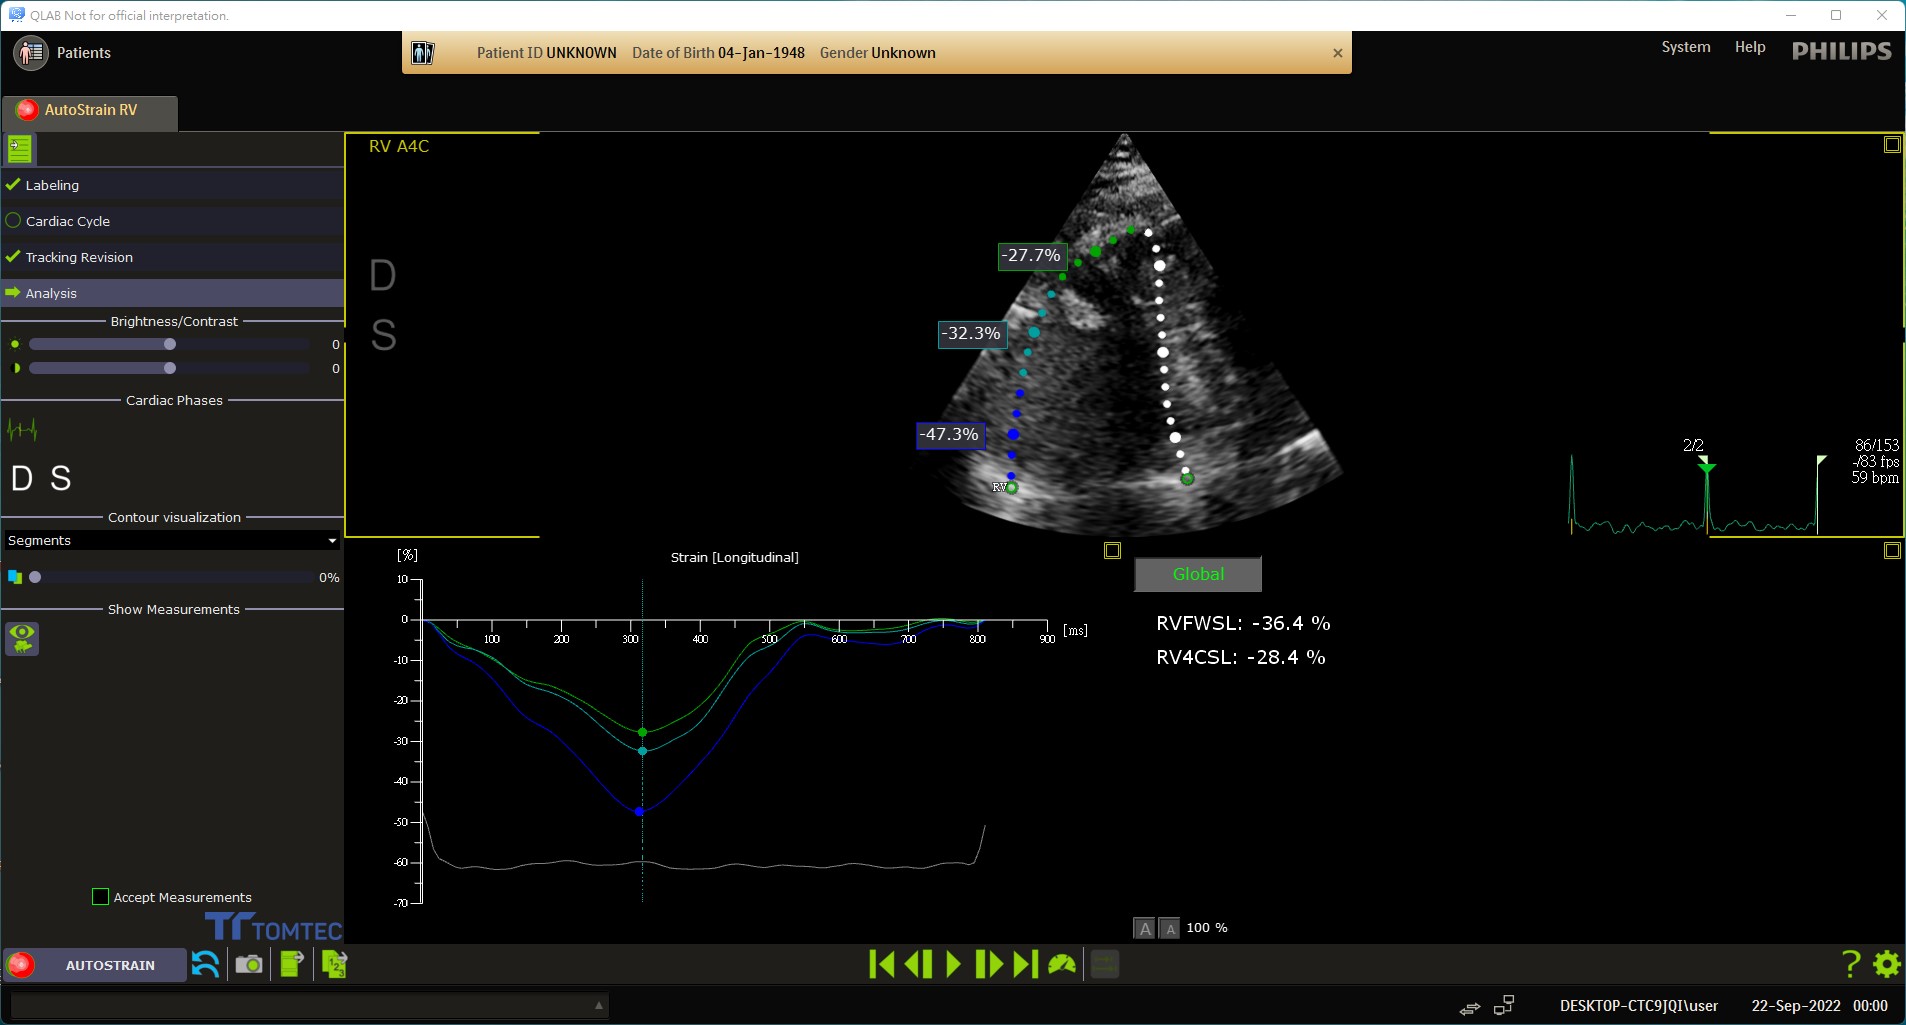 QLAB Not for official interpretation.
Patients
Patient ID UNKNOWN Date of Birth 04-Jan-1948 Gender Unknown
System Help PHILIPS
AutoStrain RV
Labeling
Cardiac Cycle
Tracking Revision
Analysis
Brightness/Contrast
0
0
Cardiac Phases
D S
Contour visualization
Segments
0%
Show Measurements
Accept Measurements
TOMTEC
RV A4C
D
S
-27.7%
-32.3%
-47.3%
RV
2/2
86/153
-/83 fps
59 bpm
[%]
Strain [Longitudinal]
10
0
-10
-20
-30
-40
-50
-60
-70
100 200 300 400 500 600 700 800 900 [ms]
Global
RVFWSL: -36.4 %
RV4CSL: -28.4 %
A A 100 %
AUTOSTRAIN
1 2 3
?
DESKTOP-CTC9JQI\user 22-Sep-2022 00:00